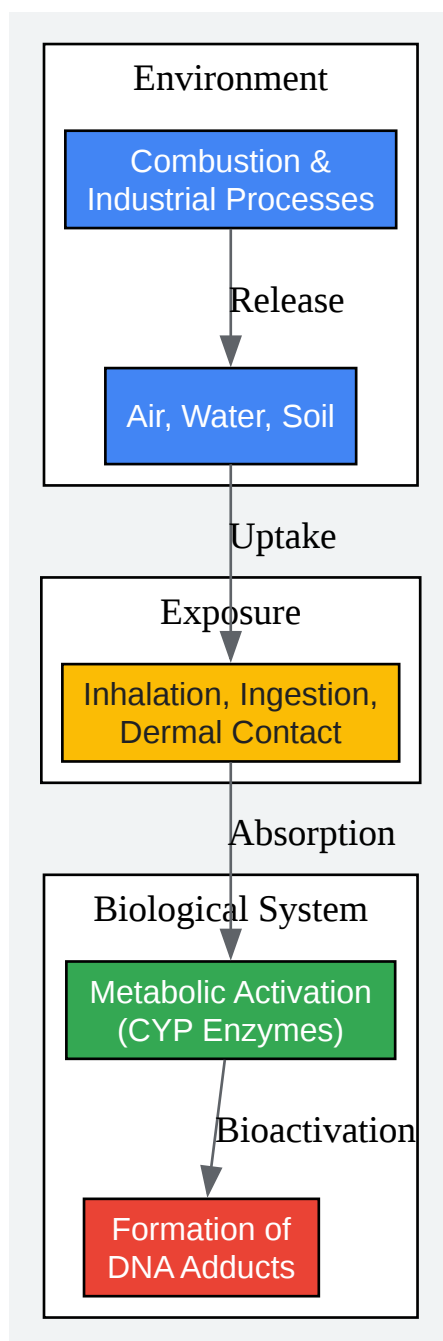 Environment
Combustion &
Industrial Processes
Release
Air, Water, Soil
Uptake
Exposure
Inhalation, Ingestion,
Dermal Contact
Absorption
Biological System
Metabolic Activation
(CYP Enzymes)
Bioactivation
Formation of
DNA Adducts